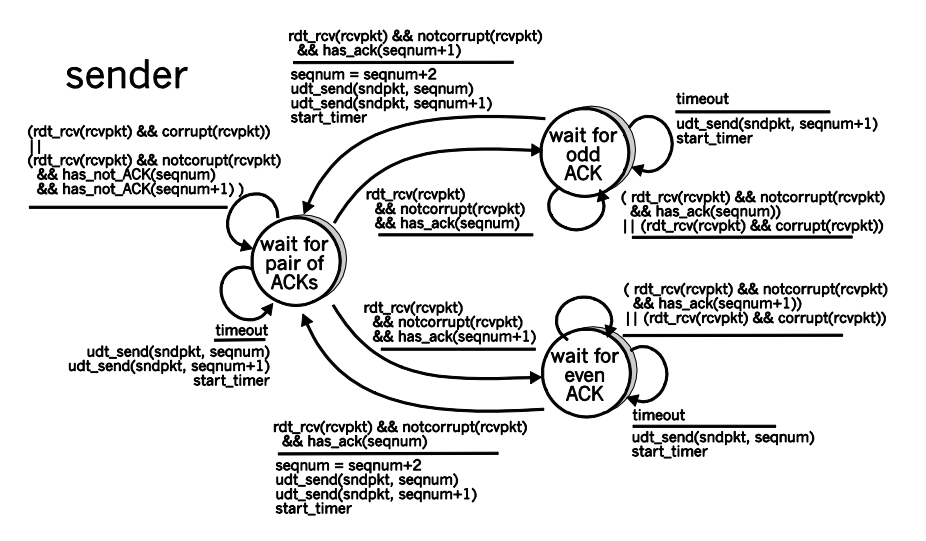 rdt_rcv(rcvpkt) && notcorrupt(rcvpkt)
&& has_ack(seqnum+1)
seqnum = seqnum+2
udt_send(sndpkt, seqnum)
udt_send(sndpkt, seqnum+1)
start_timer
sender
(rdt_rcv(rcvpkt) && corrupt(rcvpkt))
||
(rdt_rcv(rcvpkt) && notcorupt(rcvpkt)
&& has_not_ACK(seqnum)
&& has_not_ACK(seqnum+1) )
wait for
odd
ACK
timeout
udt_send(sndpkt, seqnum+1)
start_timer
rdt_rcv(rcvpkt)
&& notcorrupt(rcvpkt)
&& has_ack(seqnum)
( rdt_rcv(rcvpkt) && notcorrupt(rcvpkt)
&& has_ack(seqnum))
|| (rdt_rcv(rcvpkt) && corrupt(rcvpkt))
wait for
pair of
ACKs
timeout
udt_send(sndpkt, seqnum)
udt_send(sndpkt, seqnum+1)
start_timer
rdt_rcv(rcvpkt)
&& notcorrupt(rcvpkt)
&& has_ack(seqnum+1)
( rdt_rcv(rcvpkt) && notcorrupt(rcvpkt)
&& has_ack(seqnum+1))
|| (rdt_rcv(rcvpkt) && corrupt(rcvpkt))
wait for
even
ACK
timeout
udt_send(sndpkt, seqnum)
start_timer
rdt_rcv(rcvpkt) && notcorrupt(rcvpkt)
&& has_ack(seqnum)
seqnum = seqnum+2
udt_send(sndpkt, seqnum)
udt_send(sndpkt, seqnum+1)
start_timer